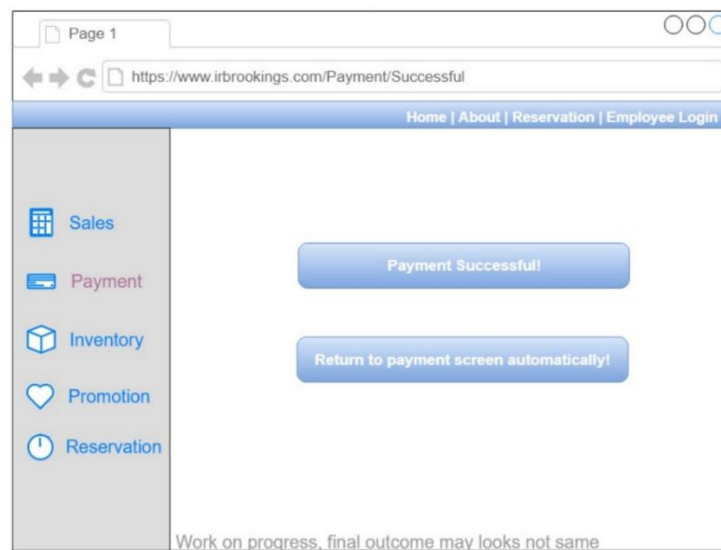 Page 1
https://www.irbrookings.com/Payment/Successful
Home | About | Reservation | Employee Login
Sales
Payment Successful!
Payment
Inventory
Return to payment screen automatically!
Promotion
Reservation
Work on progress, final outcome may looks not same